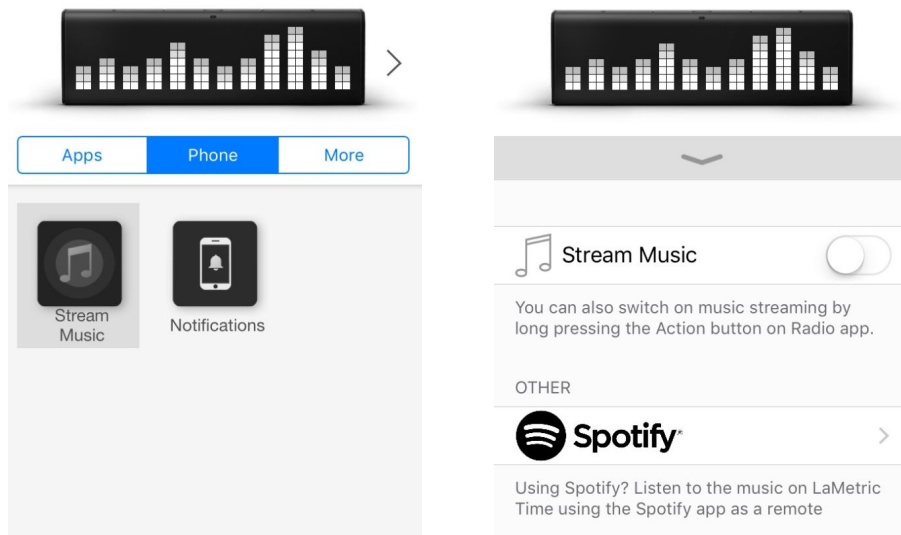 Apps
Phone
More
Stream
Music
Notifications
Stream Music
You can also switch on music streaming by
long pressing the Action button on Radio app.
OTHER
Spotify
Using Spotify? Listen to the music on LaMetric
Time using the Spotify app as a remote